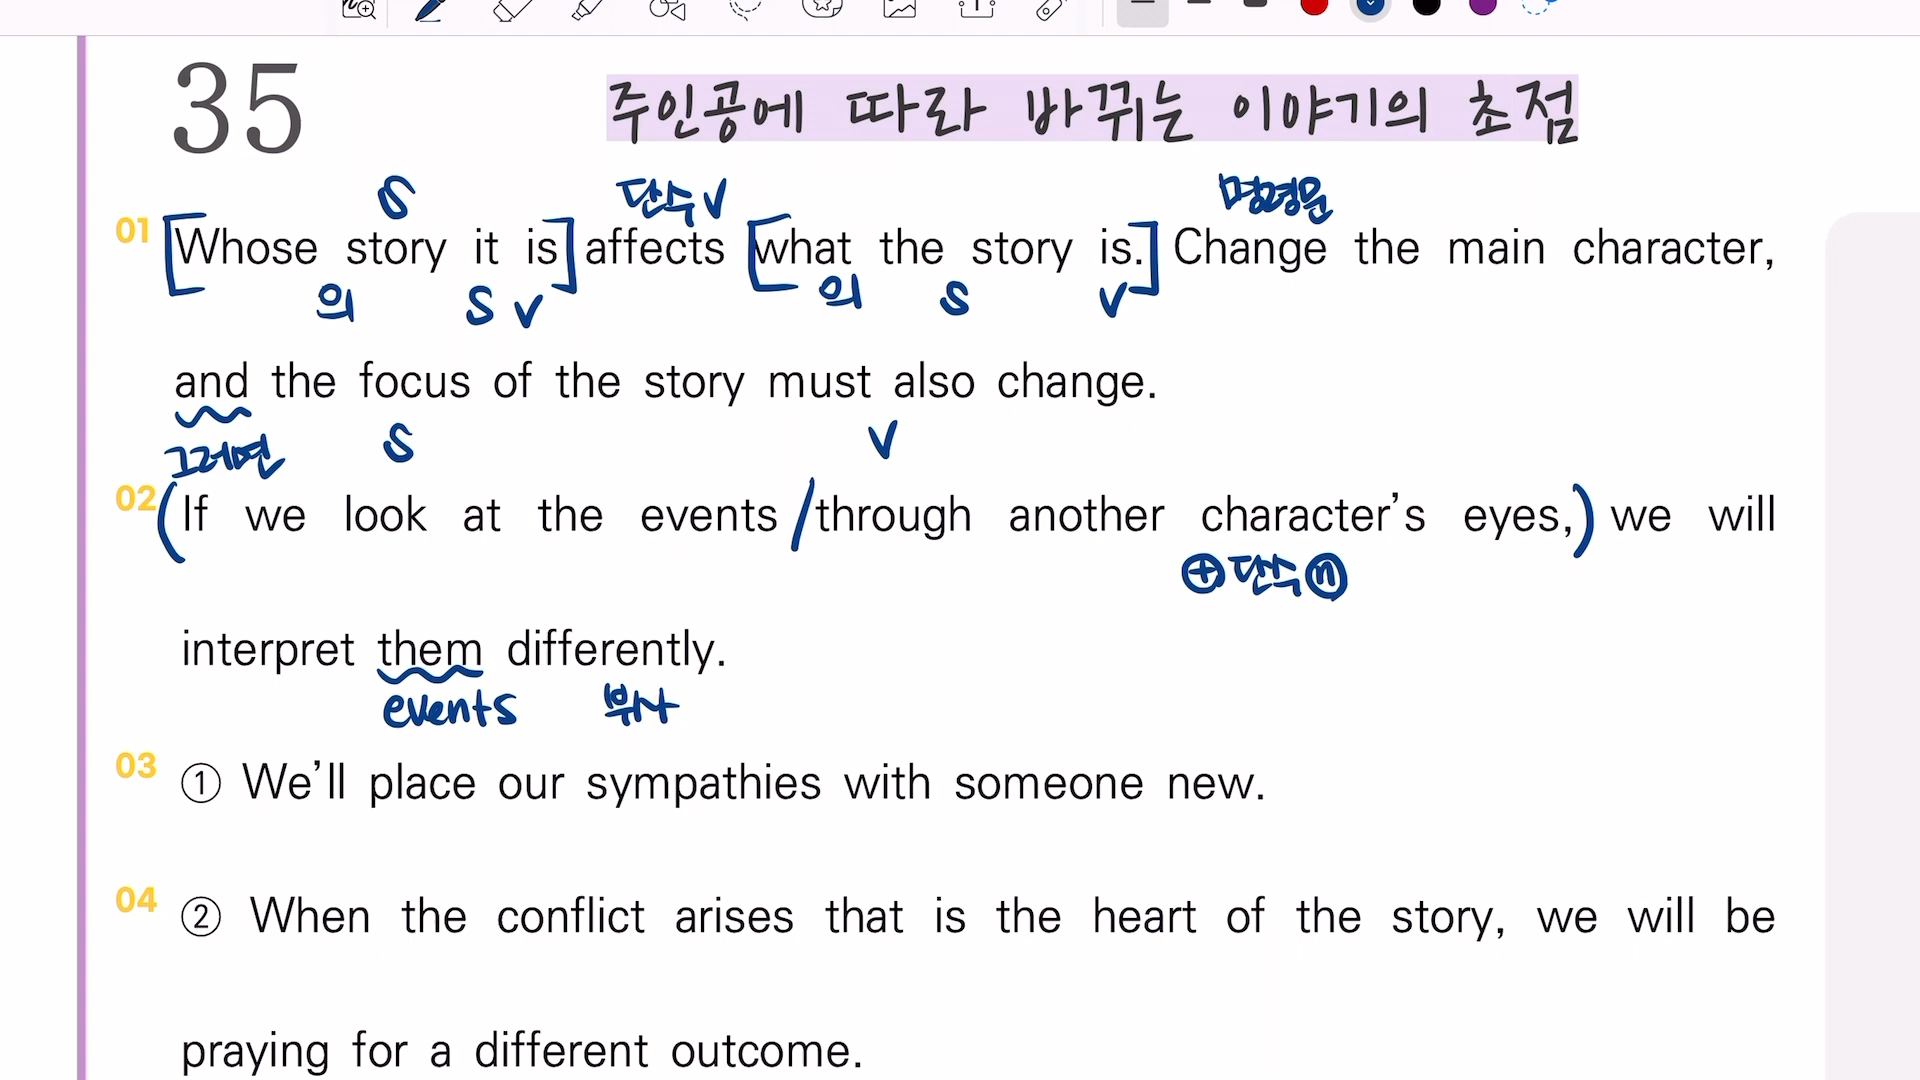 35 주인공에 따라 바뀌는 이야기의 초점
S 단수 V 명령문
01 [Whose story it is] affects [what the story is.] Change the main character,
의 S V 의 S V
and the focus of the story must also change.
그러면 S V
02 (If we look at the events / through another character's eyes,) we will
⊕ 단수 ⓝ
interpret them differently.
events 부사
03 ① We'll place our sympathies with someone new.
04 ② When the conflict arises that is the heart of the story, we will be
praying for a different outcome.